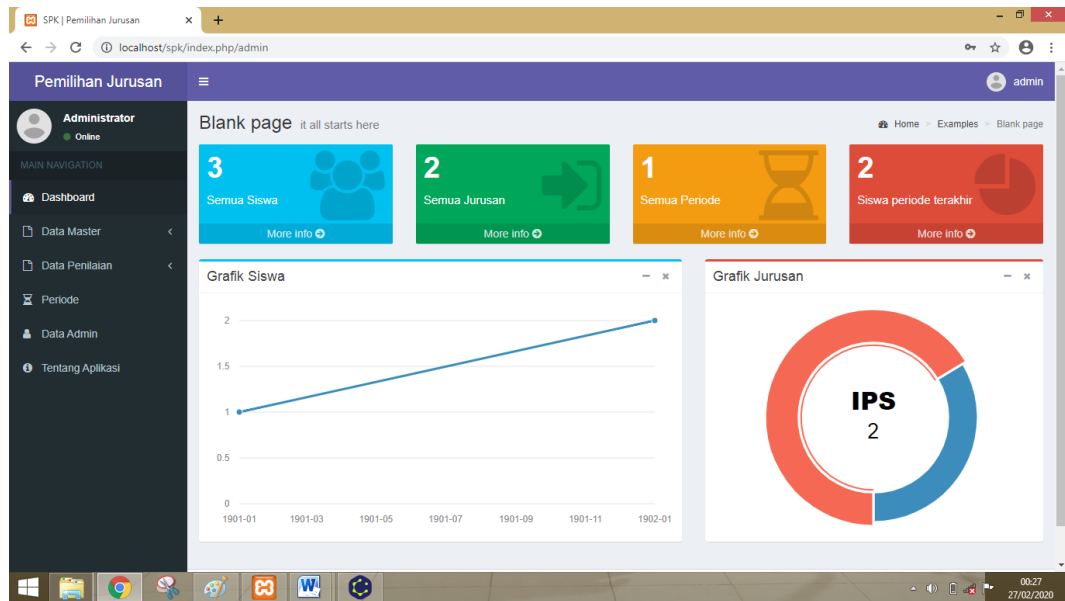 SPK | Pemilihan Jurusan
localhost/spk/index.php/admin
Pemilihan Jurusan
admin
Administrator
Online
MAIN NAVIGATION
Dashboard
Data Master
Data Penilaian
Periode
Data Admin
Tentang Aplikasi
Blank page it all starts here
Home > Examples > Blank page
3
Semua Siswa
More info
2
Semua Jurusan
More info
1
Semua Periode
More info
2
Siswa periode terakhir
More info
Grafik Siswa
2
1.5
1
0.5
0
1901-01 1901-03 1901-05 1901-07 1901-09 1901-11 1902-01
Grafik Jurusan
IPS
2
00:27
27/02/2020